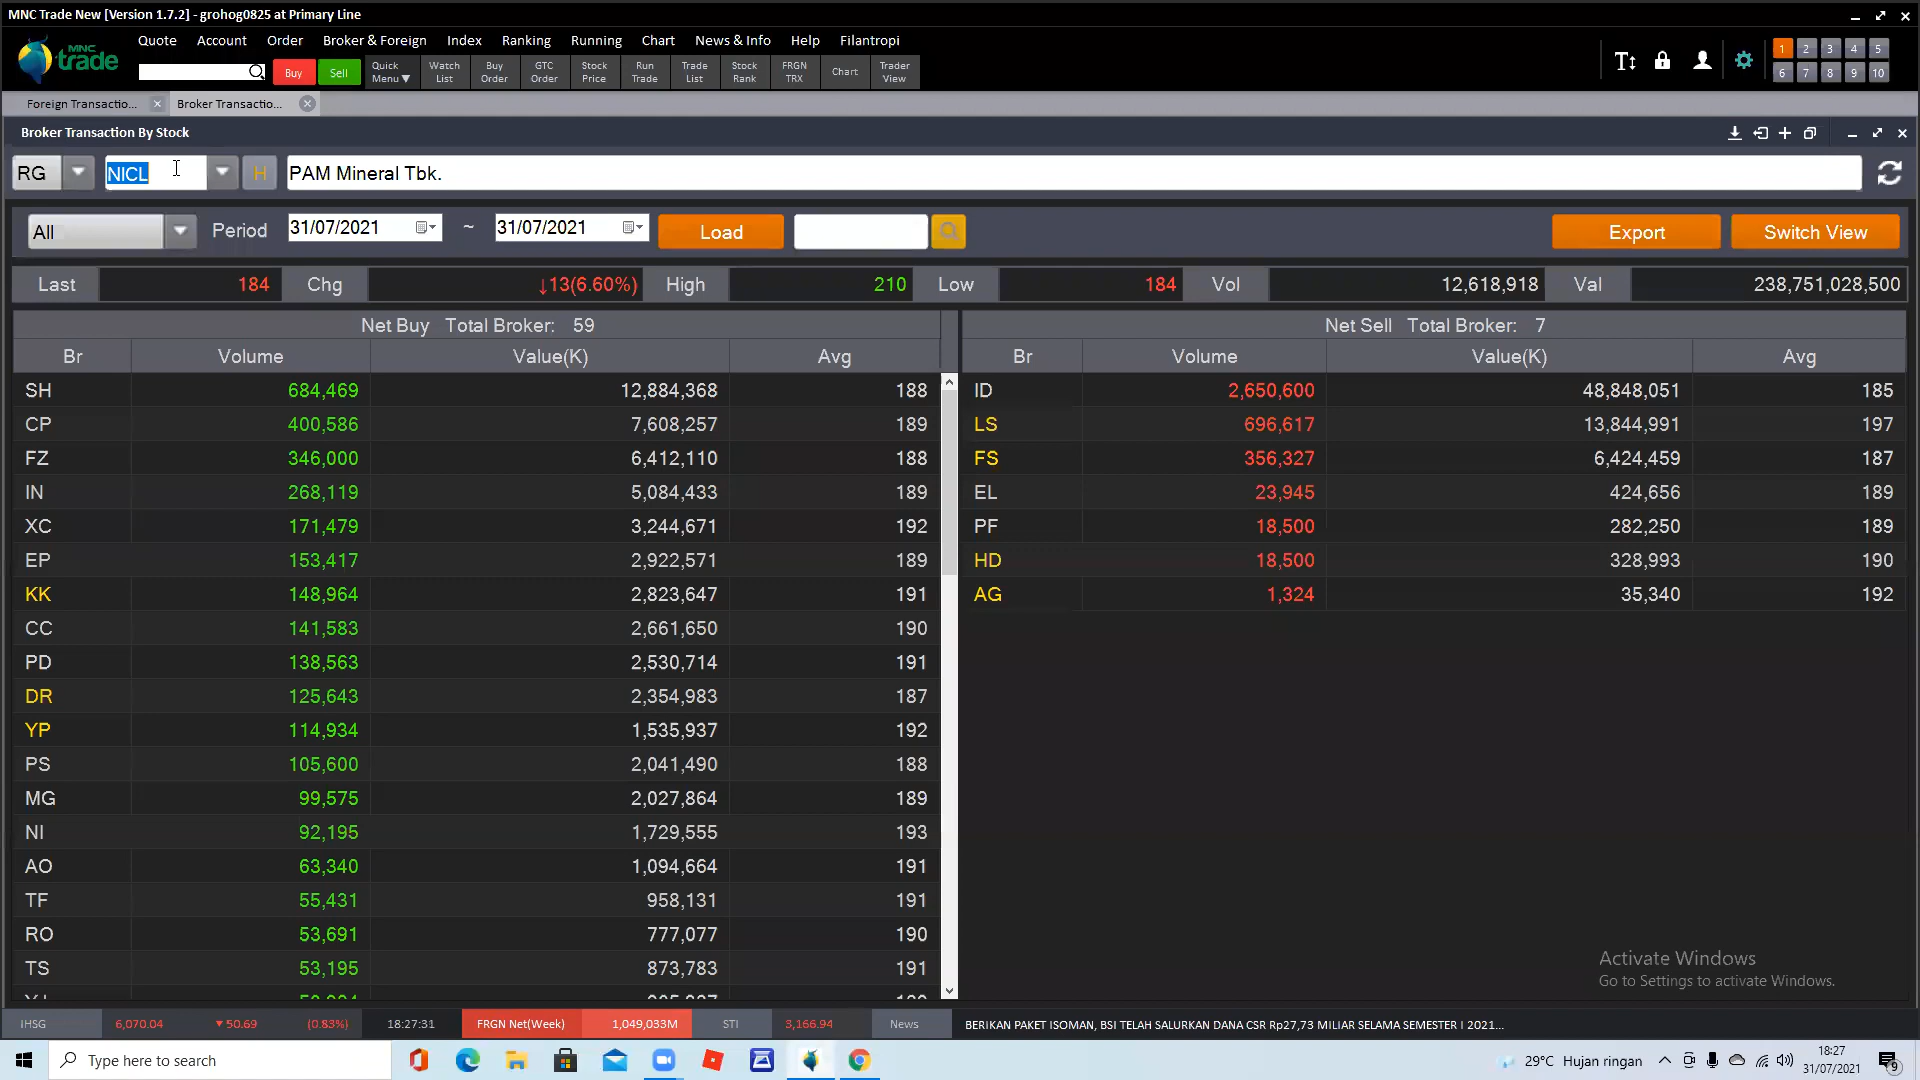 MNC Trade New [Version 1.7.2] - grohog0825 at Primary Line
MNC trade
Quote Account Order Broker & Foreign Index Ranking Running Chart News & Info Help Filantropi
Buy Sell Quick Menu▼ Watch List Buy Order GTC Order Stock Price Run Trade Trade List Stock Rank FRGN TRX Chart Trader View
1 2 3 4 5
6 7 8 9 10
Foreign Transactio... Broker Transactio...
Broker Transaction By Stock
RG NICL H PAM Mineral Tbk.
All Period 31/07/2021 ~ 31/07/2021 Load Export Switch View
Last 184 Chg ↓13(6.60%) High 210 Low 184 Vol 12,618,918 Val 238,751,028,500
Net Buy Total Broker: 59 Net Sell Total Broker: 7
Br Volume Value(K) Avg Br Volume Value(K) Avg
SH 684,469 12,884,368 188 ID 2,650,600 48,848,051 185
CP 400,586 7,608,257 189 LS 696,617 13,844,991 197
FZ 346,000 6,412,110 188 FS 356,327 6,424,459 187
IN 268,119 5,084,433 189 EL 23,945 424,656 189
XC 171,479 3,244,671 192 PF 18,500 282,250 189
EP 153,417 2,922,571 189 HD 18,500 328,993 190
KK 148,964 2,823,647 191 AG 1,324 35,340 192
CC 141,583 2,661,650 190
PD 138,563 2,530,714 191
DR 125,643 2,354,983 187
YP 114,934 1,535,937 192
PS 105,600 2,041,490 188
MG 99,575 2,027,864 189
NI 92,195 1,729,555 193
AO 63,340 1,094,664 191
TF 55,431 958,131 191
RO 53,691 777,077 190
TS 53,195 873,783 191
Activate Windows
Go to Settings to activate Windows.
IHSG 6,070.04 ▼50.69 (0.83%) 18:27:31 FRGN Net(Week) 1,049,033M STI 3,166.94 News BERIKAN PAKET ISOMAN, BSI TELAH SALURKAN DANA CSR Rp27,73 MILIAR SELAMA SEMESTER I 2021...
Type here to search 29°C Hujan ringan 18:27
31/07/2021 9